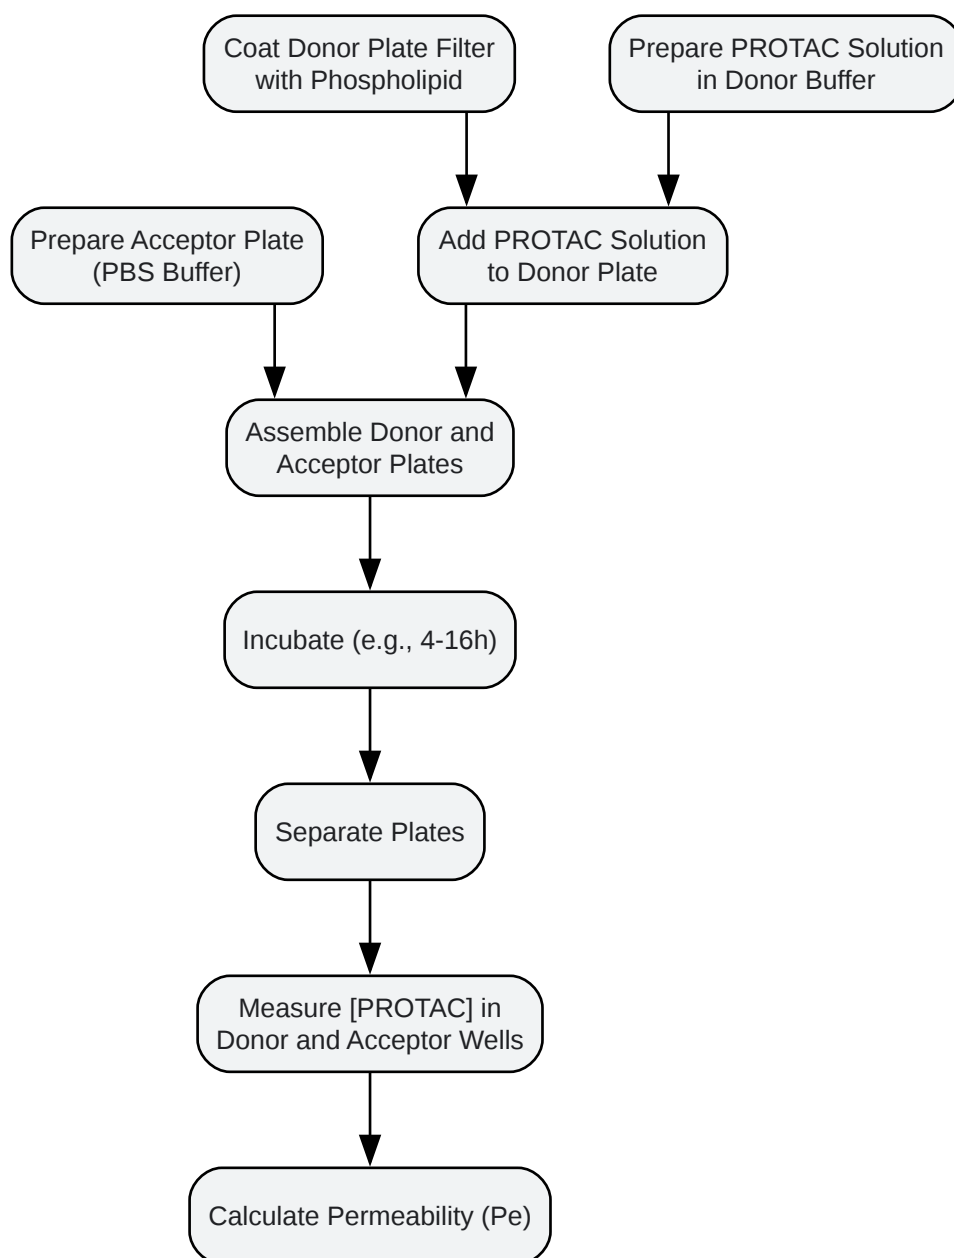 Coat Donor Plate Filter
with Phospholipid
Prepare PROTAC Solution
in Donor Buffer
Prepare Acceptor Plate
(PBS Buffer)
Add PROTAC Solution
to Donor Plate
Assemble Donor and
Acceptor Plates
Incubate (e.g., 4-16h)
Separate Plates
Measure [PROTAC] in
Donor and Acceptor Wells
Calculate Permeability (Pe)